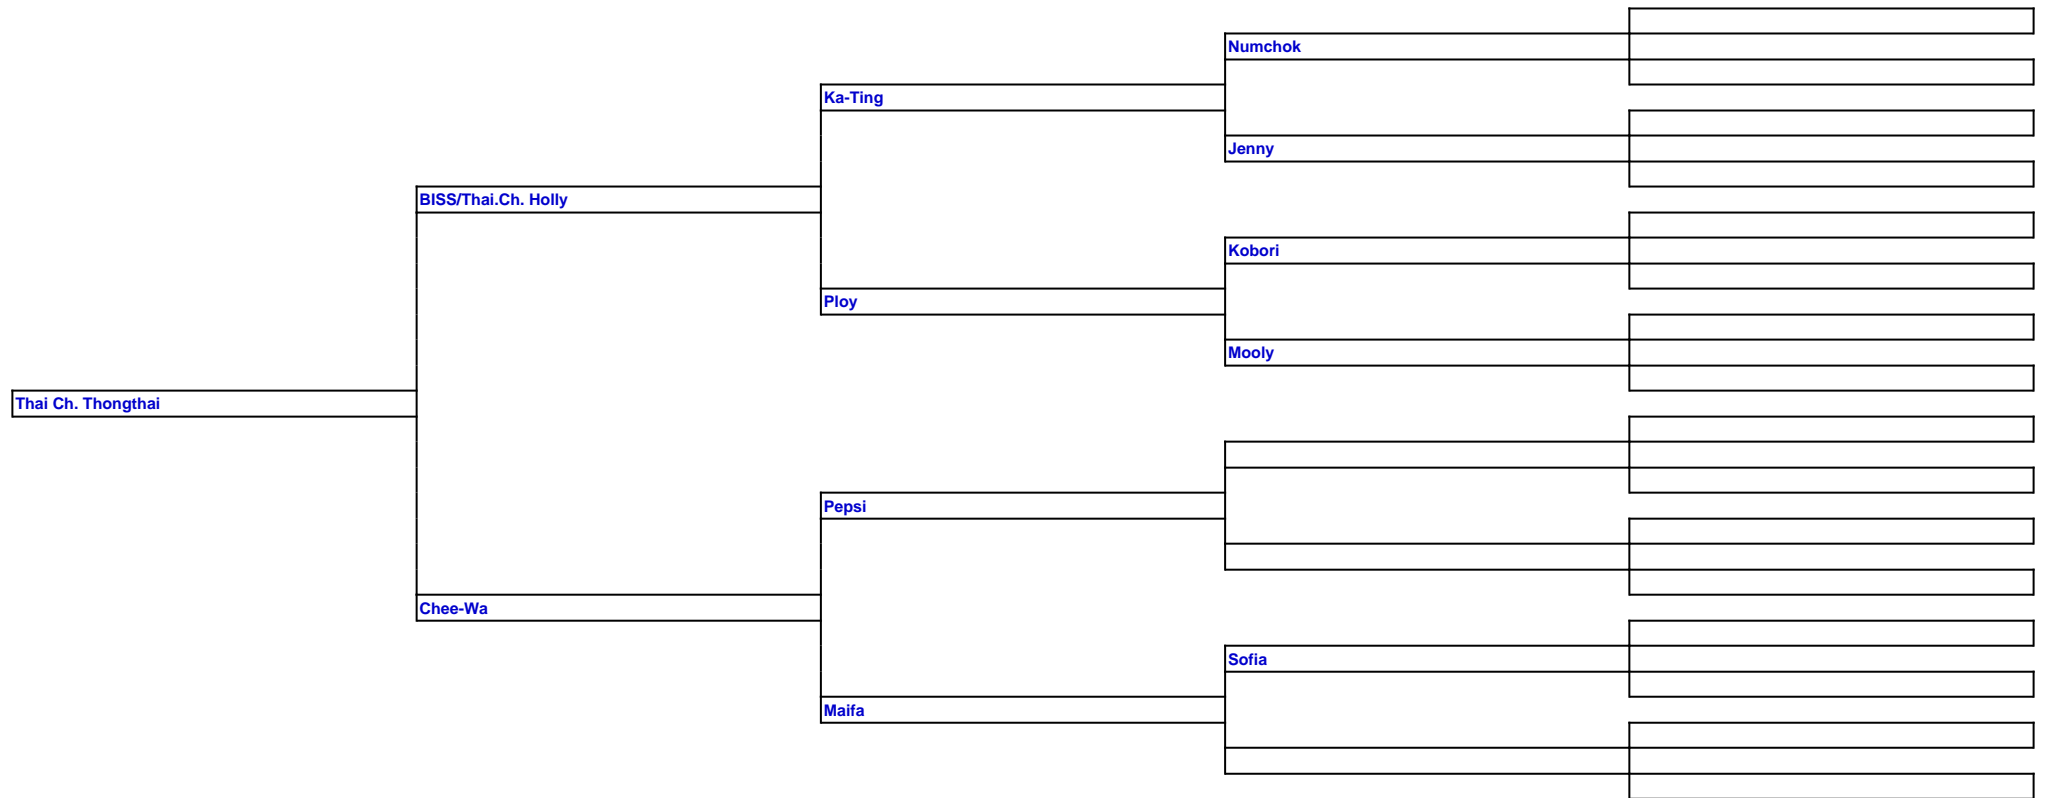 Numchok
Ka-Ting
Jenny
BISS/Thai.Ch. Holly
Kobori
Ploy
Mooly
Thai Ch. Thongthai
Pepsi
Chee-Wa
Sofia
Maifa